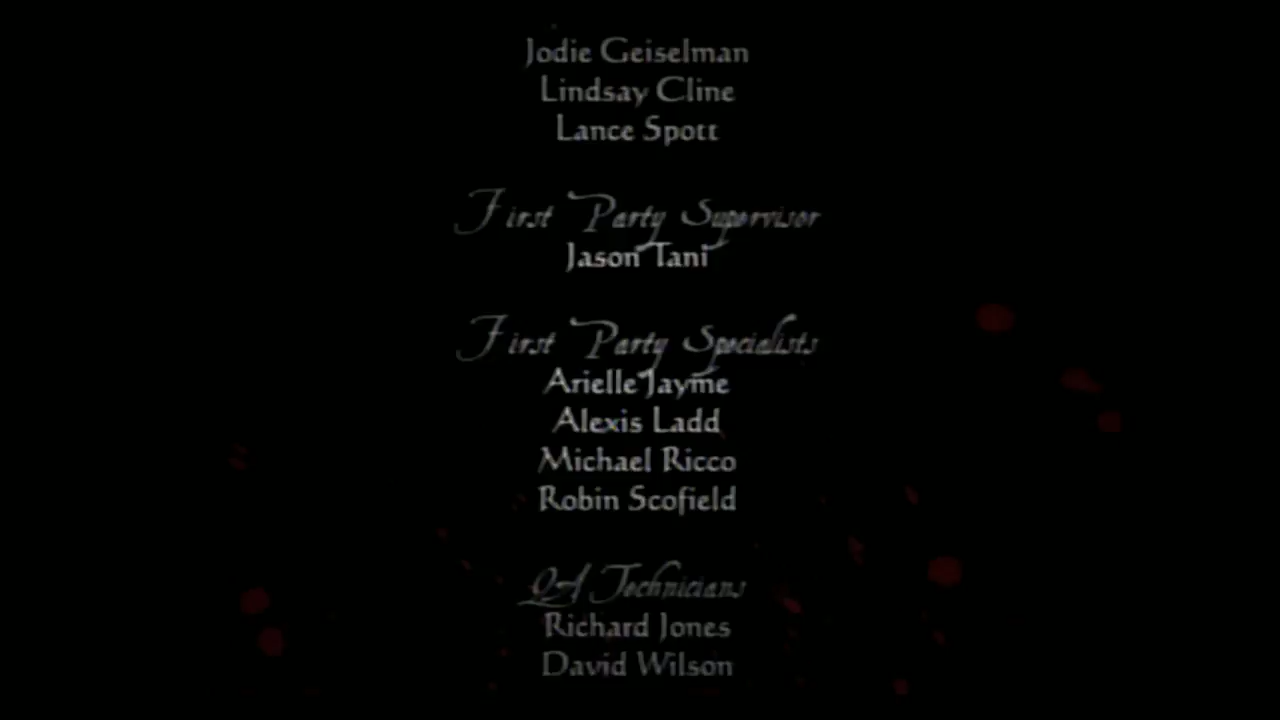 Jodie Geiselman
Lindsay Cline
Lance Spott
First Party Supervisor
Jason Tani
First Party Specialists
Arielle Jayme
Alexis Ladd
Michael Ricco
Robin Scofield
QA Technicians
Richard Jones
David Wilson